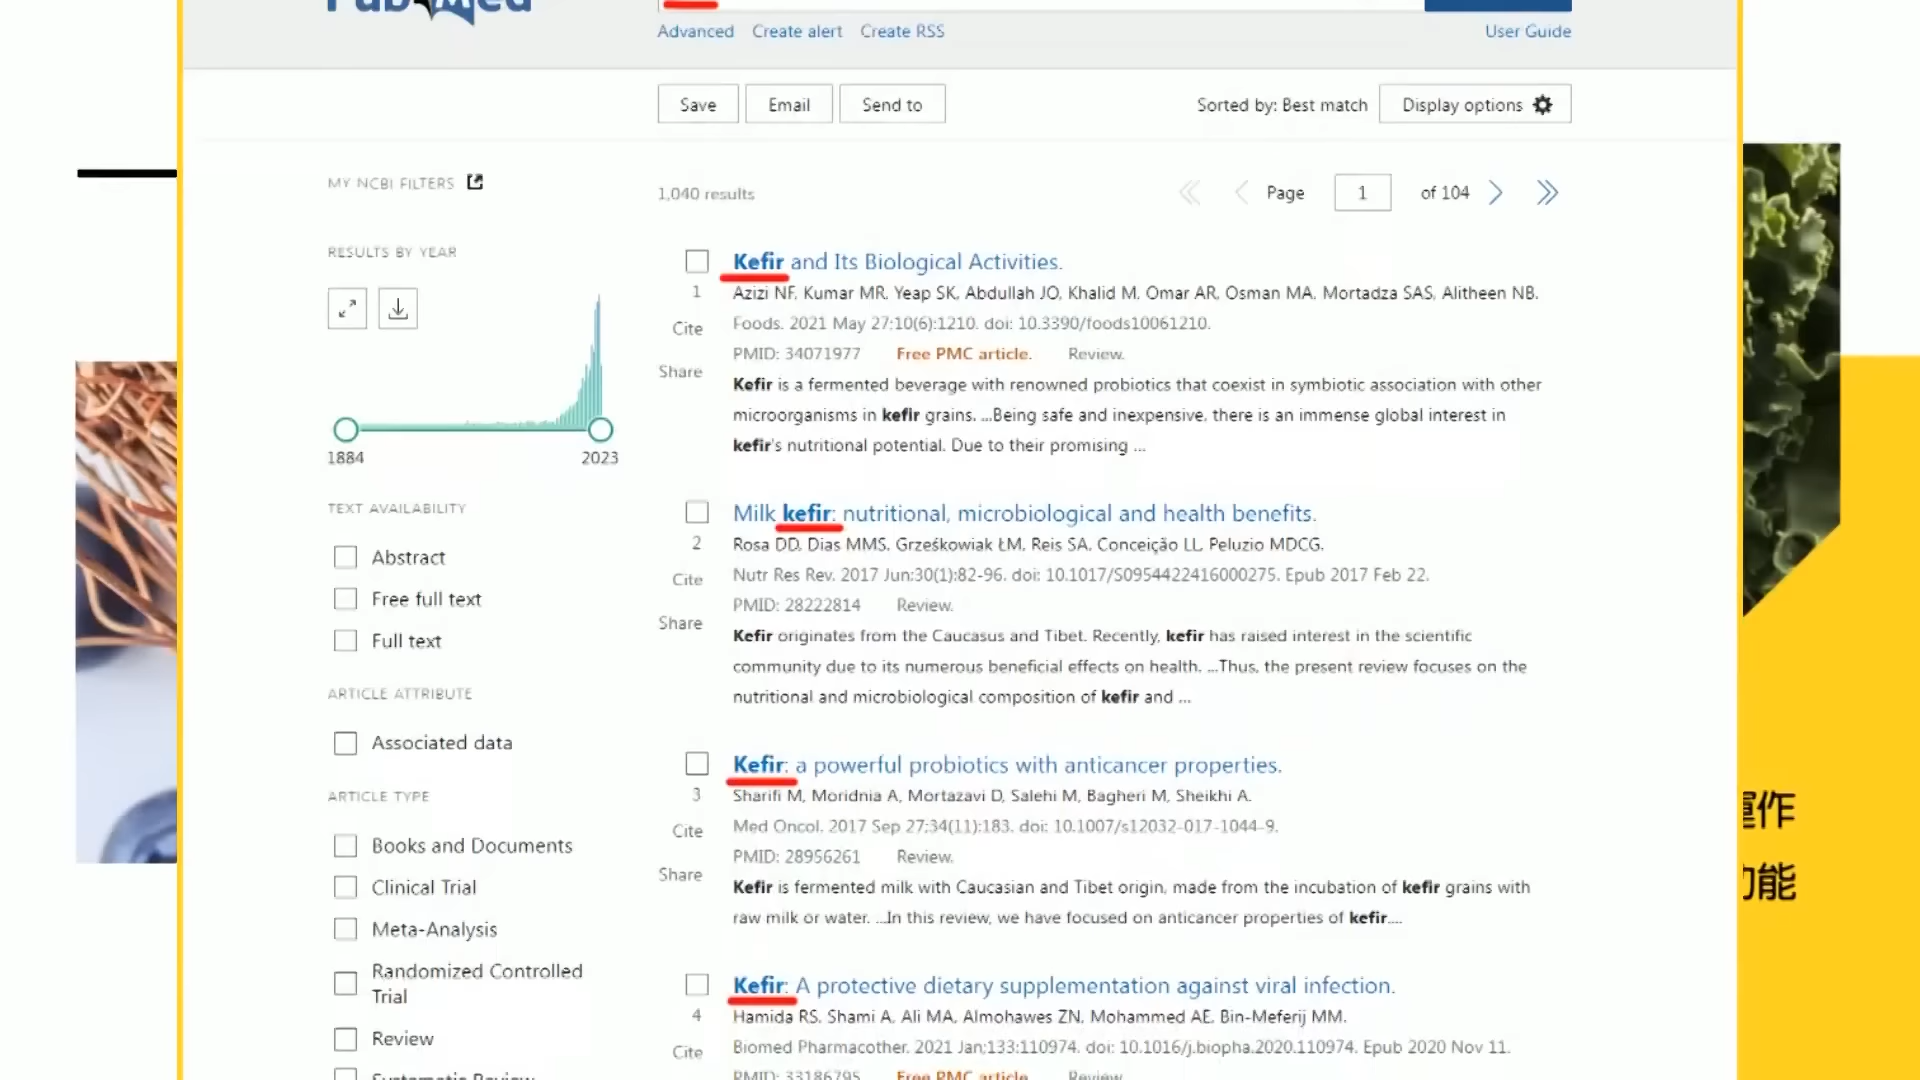 PubMed
Advanced Create alert Create RSS User Guide
Save Email Send to Sorted by: Best match Display options
MY NCBI FILTERS
1,040 results Page 1 of 104
RESULTS BY YEAR
1884 2023
TEXT AVAILABILITY
Abstract
Free full text
Full text
ARTICLE ATTRIBUTE
Associated data
ARTICLE TYPE
Books and Documents
Clinical Trial
Meta-Analysis
Randomized Controlled
Trial
Review
Systematic Review
Kefir and Its Biological Activities.
1 Azizi NF, Kumar MR, Yeap SK, Abdullah JO, Khalid M, Omar AR, Osman MA, Mortadza SAS, Alitheen NB.
Cite Foods. 2021 May 27;10(6):1210. doi: 10.3390/foods10061210.
PMID: 34071977 Free PMC article. Review.
Share
Kefir is a fermented beverage with renowned probiotics that coexist in symbiotic association with other
microorganisms in kefir grains. ...Being safe and inexpensive, there is an immense global interest in
kefir's nutritional potential. Due to their promising ...
Milk kefir: nutritional, microbiological and health benefits.
2 Rosa DD, Dias MMS, Grześkowiak ŁM, Reis SA, Conceição LL, Peluzio MDCG.
Cite Nutr Res Rev. 2017 Jun;30(1):82-96. doi: 10.1017/S0954422416000275. Epub 2017 Feb 22.
PMID: 28222814 Review.
Share
Kefir originates from the Caucasus and Tibet. Recently, kefir has raised interest in the scientific
community due to its numerous beneficial effects on health. ...Thus, the present review focuses on the
nutritional and microbiological composition of kefir and ...
Kefir: a powerful probiotics with anticancer properties.
3 Sharifi M, Moridnia A, Mortazavi D, Salehi M, Bagheri M, Sheikhi A.
Cite Med Oncol. 2017 Sep 27;34(11):183. doi: 10.1007/s12032-017-1044-9.
PMID: 28956261 Review.
Share
Kefir is fermented milk with Caucasian and Tibet origin, made from the incubation of kefir grains with
raw milk or water. ...In this review, we have focused on anticancer properties of kefir....
Kefir: A protective dietary supplementation against viral infection.
4 Hamida RS, Shami A, Ali MA, Almohawes ZN, Mohammed AE, Bin-Meferij MM.
Cite Biomed Pharmacother. 2021 Jan;133:110974. doi: 10.1016/j.biopha.2020.110974. Epub 2020 Nov 11.
PMID: 33186795 Free PMC article. Review.
運作
功能